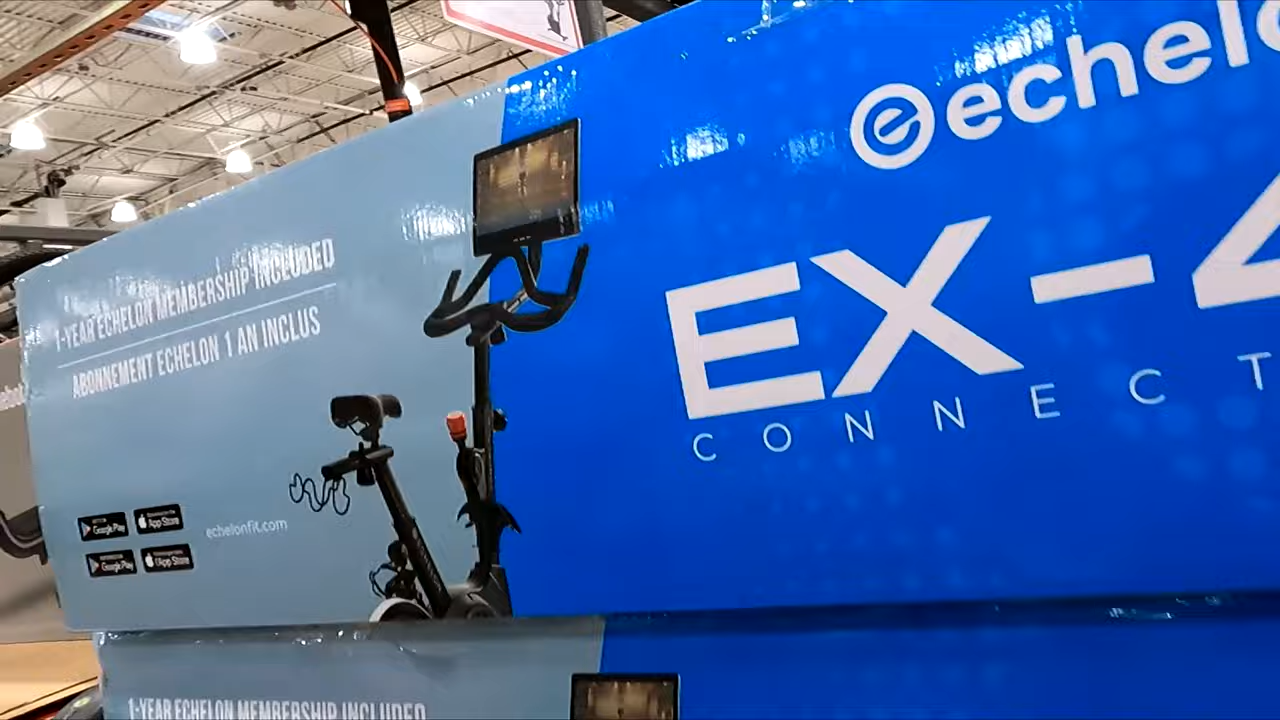 echelo
EX-4
CONNECT
1-YEAR ECHELON MEMBERSHIP INCLUDED
ABONNEMENT ECHELON 1 AN INCLUS
Google Play
App Store
echelonfit.com
Google Play
App Store
1-YEAR ECHELON MEMBERSHIP INCLUDED